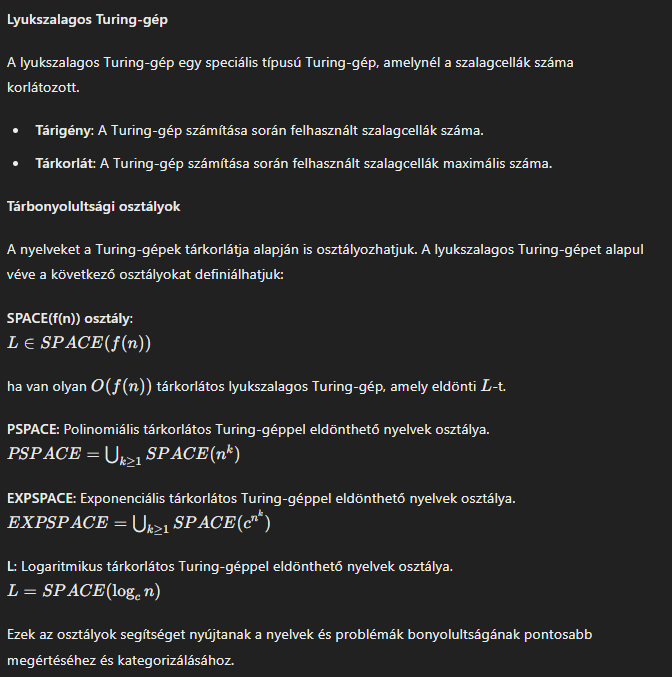 Lyukszalagos Turing-gép
A lyukszalagos Turing-gép egy speciális típusú Turing-gép, amelynél a szalagcellák száma
korlátozott.
• Tárigény: A Turing-gép számítása során felhasznált szalagcellák száma.
• Tárkorlát: A Turing-gép számítása során felhasznált szalagcellák maximális száma.
Tárbonyolultsági osztályok
A nyelveket a Turing-gépek tárkorlátja alapján is osztályozhatjuk. A lyukszalagos Turing-gépet alapul
véve a következő osztályokat definiálhatjuk:
SPACE(f(n)) osztály:
L ∈ SPACE(f(n))
ha van olyan O(f(n)) tárkorlátos lyukszalagos Turing-gép, amely eldönti L-t.
PSPACE: Polinomiális tárkorlátos Turing-géppel eldönthető nyelvek osztálya.
PSPACE = ⋃_{k≥1} SPACE(n^k)
EXPSPACE: Exponenciális tárkorlátos Turing-géppel eldönthető nyelvek osztálya.
EXPSPACE = ⋃_{k≥1} SPACE(c^{n^k})
L: Logaritmikus tárkorlátos Turing-géppel eldönthető nyelvek osztálya.
L = SPACE(log_c n)
Ezek az osztályok segítséget nyújtanak a nyelvek és problémák bonyolultságának pontosabb
megértéséhez és kategorizálásához.